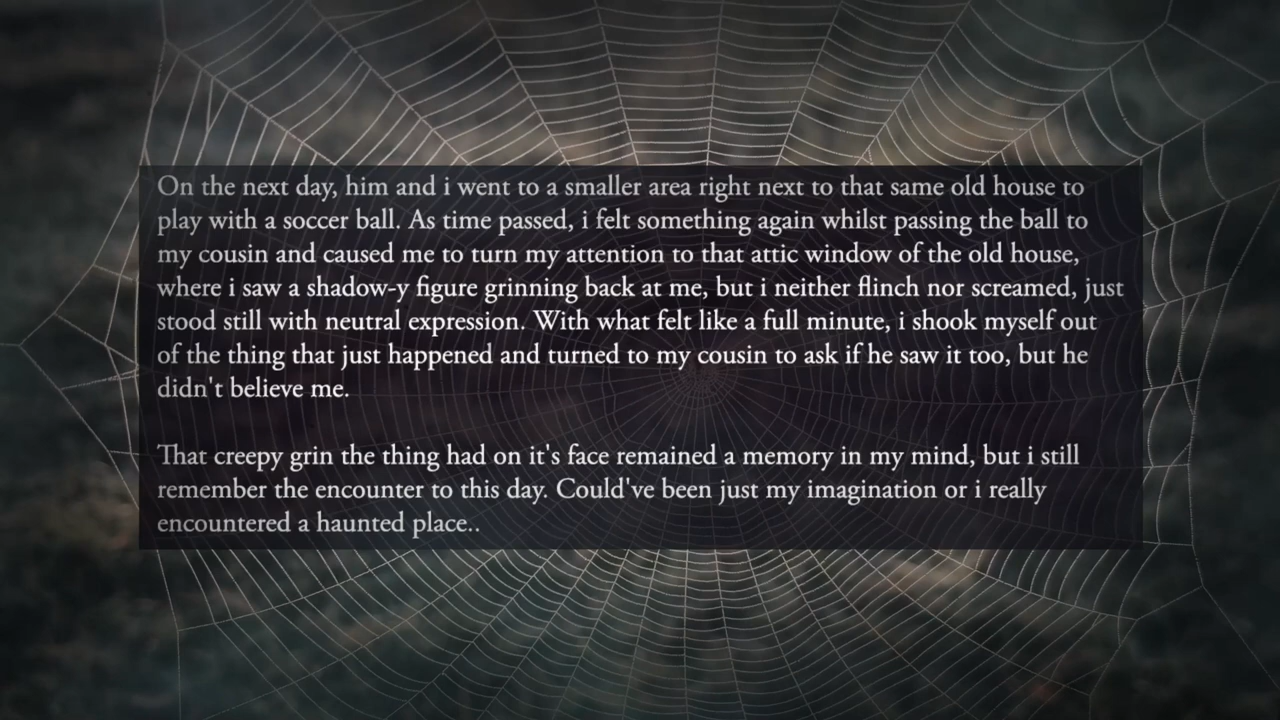 On the next day, him and i went to a smaller area right next to that same old house to
play with a soccer ball. As time passed, i felt something again whilst passing the ball to
my cousin and caused me to turn my attention to that attic window of the old house,
where i saw a shadow-y figure grinning back at me, but i neither flinch nor screamed, just
stood still with neutral expression. With what felt like a full minute, i shook myself out
of the thing that just happened and turned to my cousin to ask if he saw it too, but he
didn't believe me.
That creepy grin the thing had on it's face remained a memory in my mind, but i still
remember the encounter to this day. Could've been just my imagination or i really
encountered a haunted place..